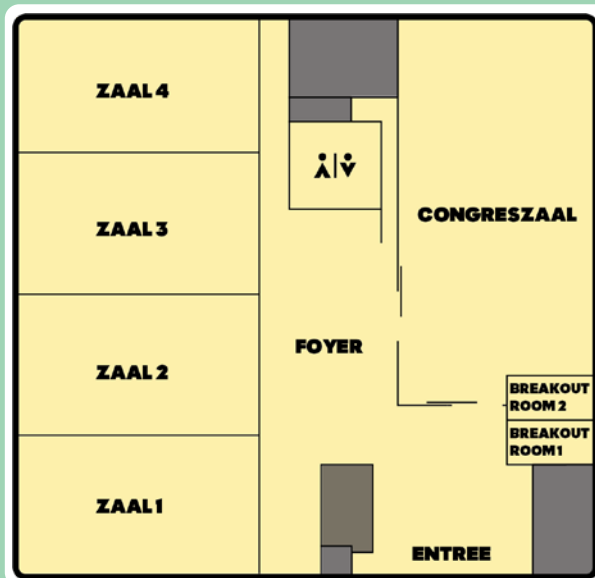 ZAAL 4
ZAAL 3
CONGRESZAAL
FOYER
ZAAL 2
BREAKOUT
ROOM 2
BREAKOUT
ROOM 1
ZAAL 1
ENTREE